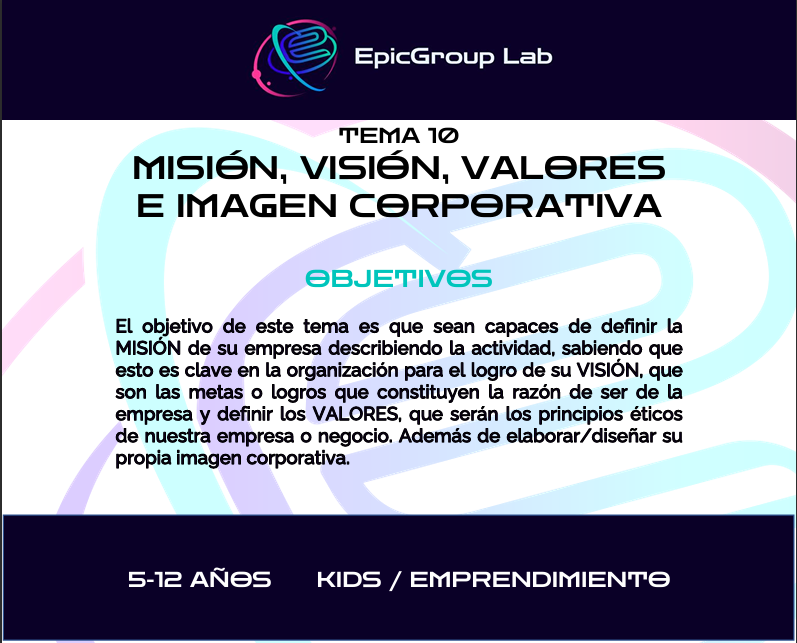 EpicGroup Lab
TEMA 10
MISIÓN, VISIÓN, VALORES
E IMAGEN CORPORATIVA
OBJETIVOS
El objetivo de este tema es que sean capaces de definir la
MISIÓN de su empresa describiendo la actividad, sabiendo que
esto es clave en la organización para el logro de su VISIÓN, que
son las metas o logros que constituyen la razón de ser de la
empresa y definir los VALORES, que serán los principios éticos
de nuestra empresa o negocio. Además de elaborar/diseñar su
propia imagen corporativa.
5-12 AÑOS KIDS / EMPRENDIMIENTO